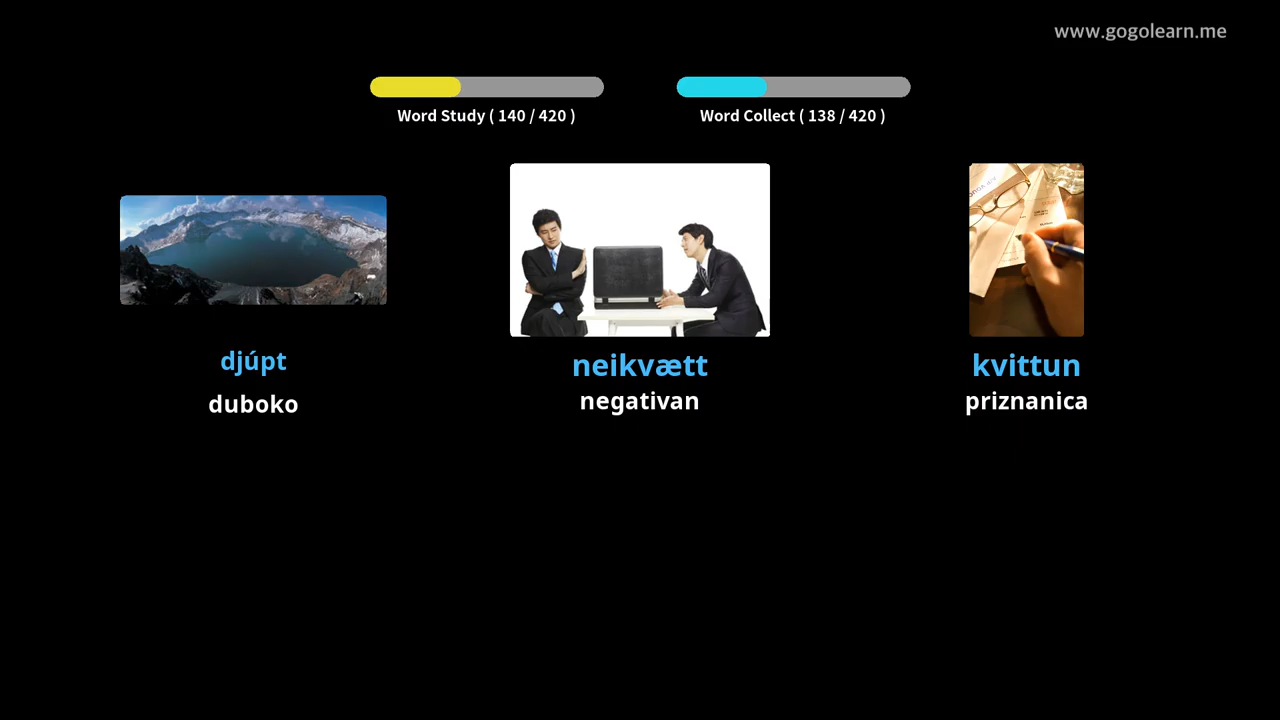 www.gogolearn.me
Word Study ( 140 / 420 )
Word Collect ( 138 / 420 )
djúpt
duboko
neikvætt
negativan
kvittun
priznanica